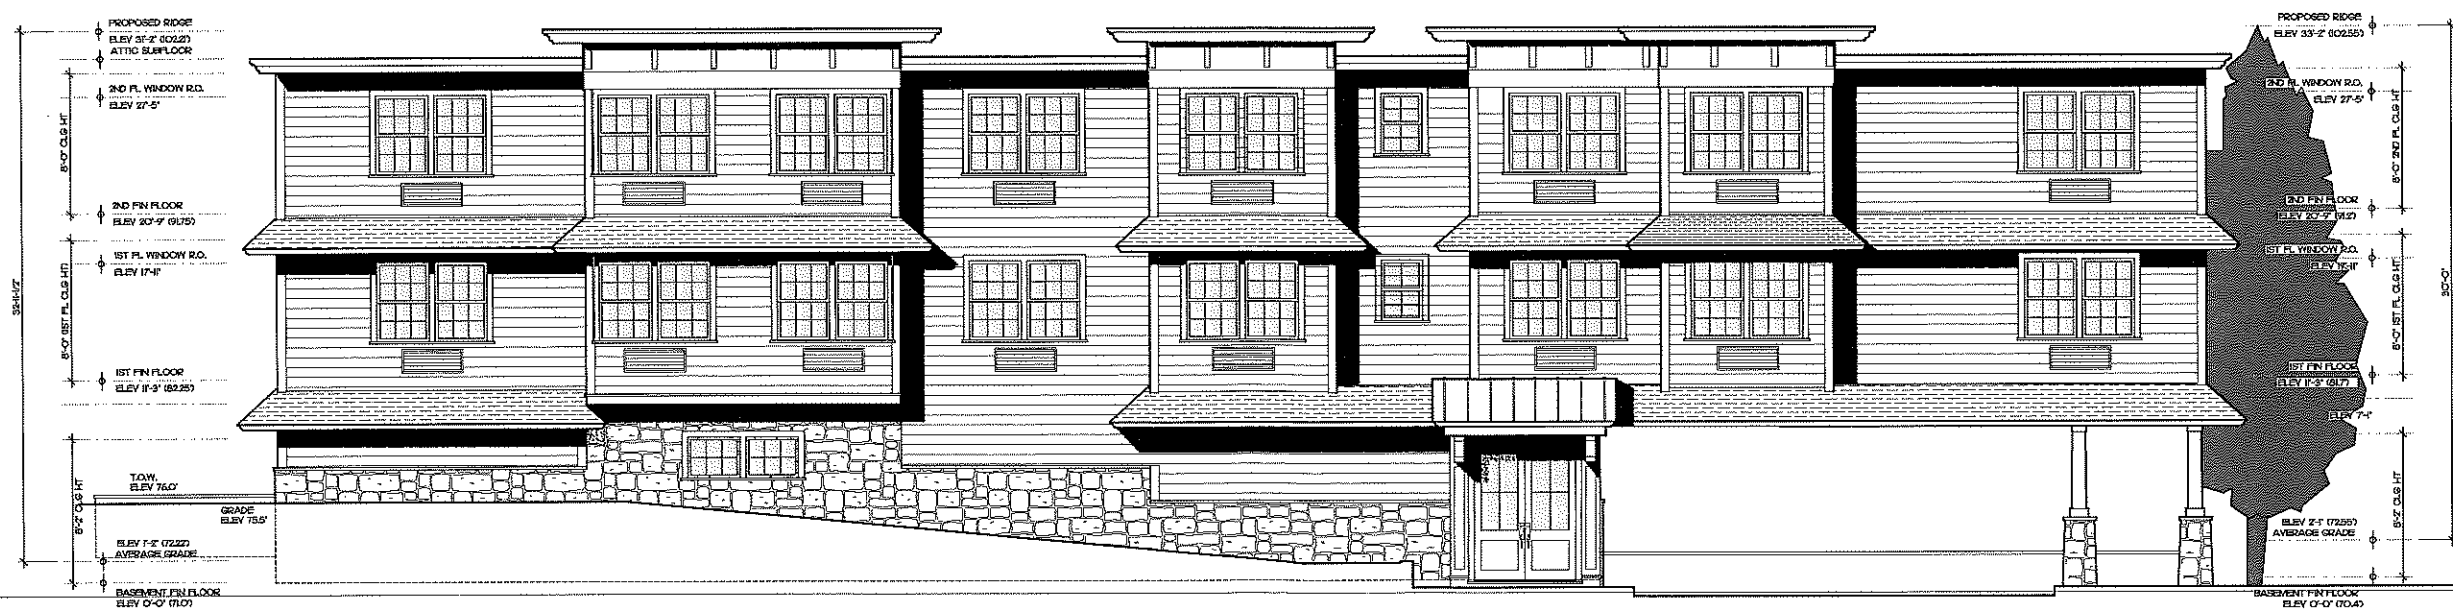 PROPOSED RIDGE
ELEV 31'-2" (102.21)
ATTIC SUBFLOOR
2ND FL. WINDOW R.O.
ELEV 27'-5"
8'-0" CLG HT
2ND FIN FLOOR
ELEV 20'-9" (91.75)
1ST FL. WINDOW R.O.
ELEV 17'-11"
8'-0" (1ST FL. CLG HT)
1ST FIN FLOOR
ELEV 11'-3" (82.25)
T.O.W.
ELEV 76.0'
GRADE
ELEV 75.5'
8'-2" CLG HT
ELEV 1'-2" (72.22)
AVERAGE GRADE
BASEMENT FIN FLOOR
ELEV 0'-0" (71.0')
PROPOSED RIDGE
ELEV 33'-2" (102.55)
2ND FL. WINDOW R.O.
ELEV 27'-5"
8'-0" 2ND FL. CLG HT
2ND FIN FLOOR
ELEV 20'-9" (91.2)
1ST FL. WINDOW R.O.
ELEV 17'-11"
8'-0" 1ST FL. CLG HT
1ST FIN FLOOR
ELEV 11'-3" (81.7)
ELEV 7'-1"
8'-2" CLG HT
ELEV 2'-1" (72.55)
AVERAGE GRADE
30'-0"
BASEMENT FIN FLOOR
ELEV 0'-0" (70.4)